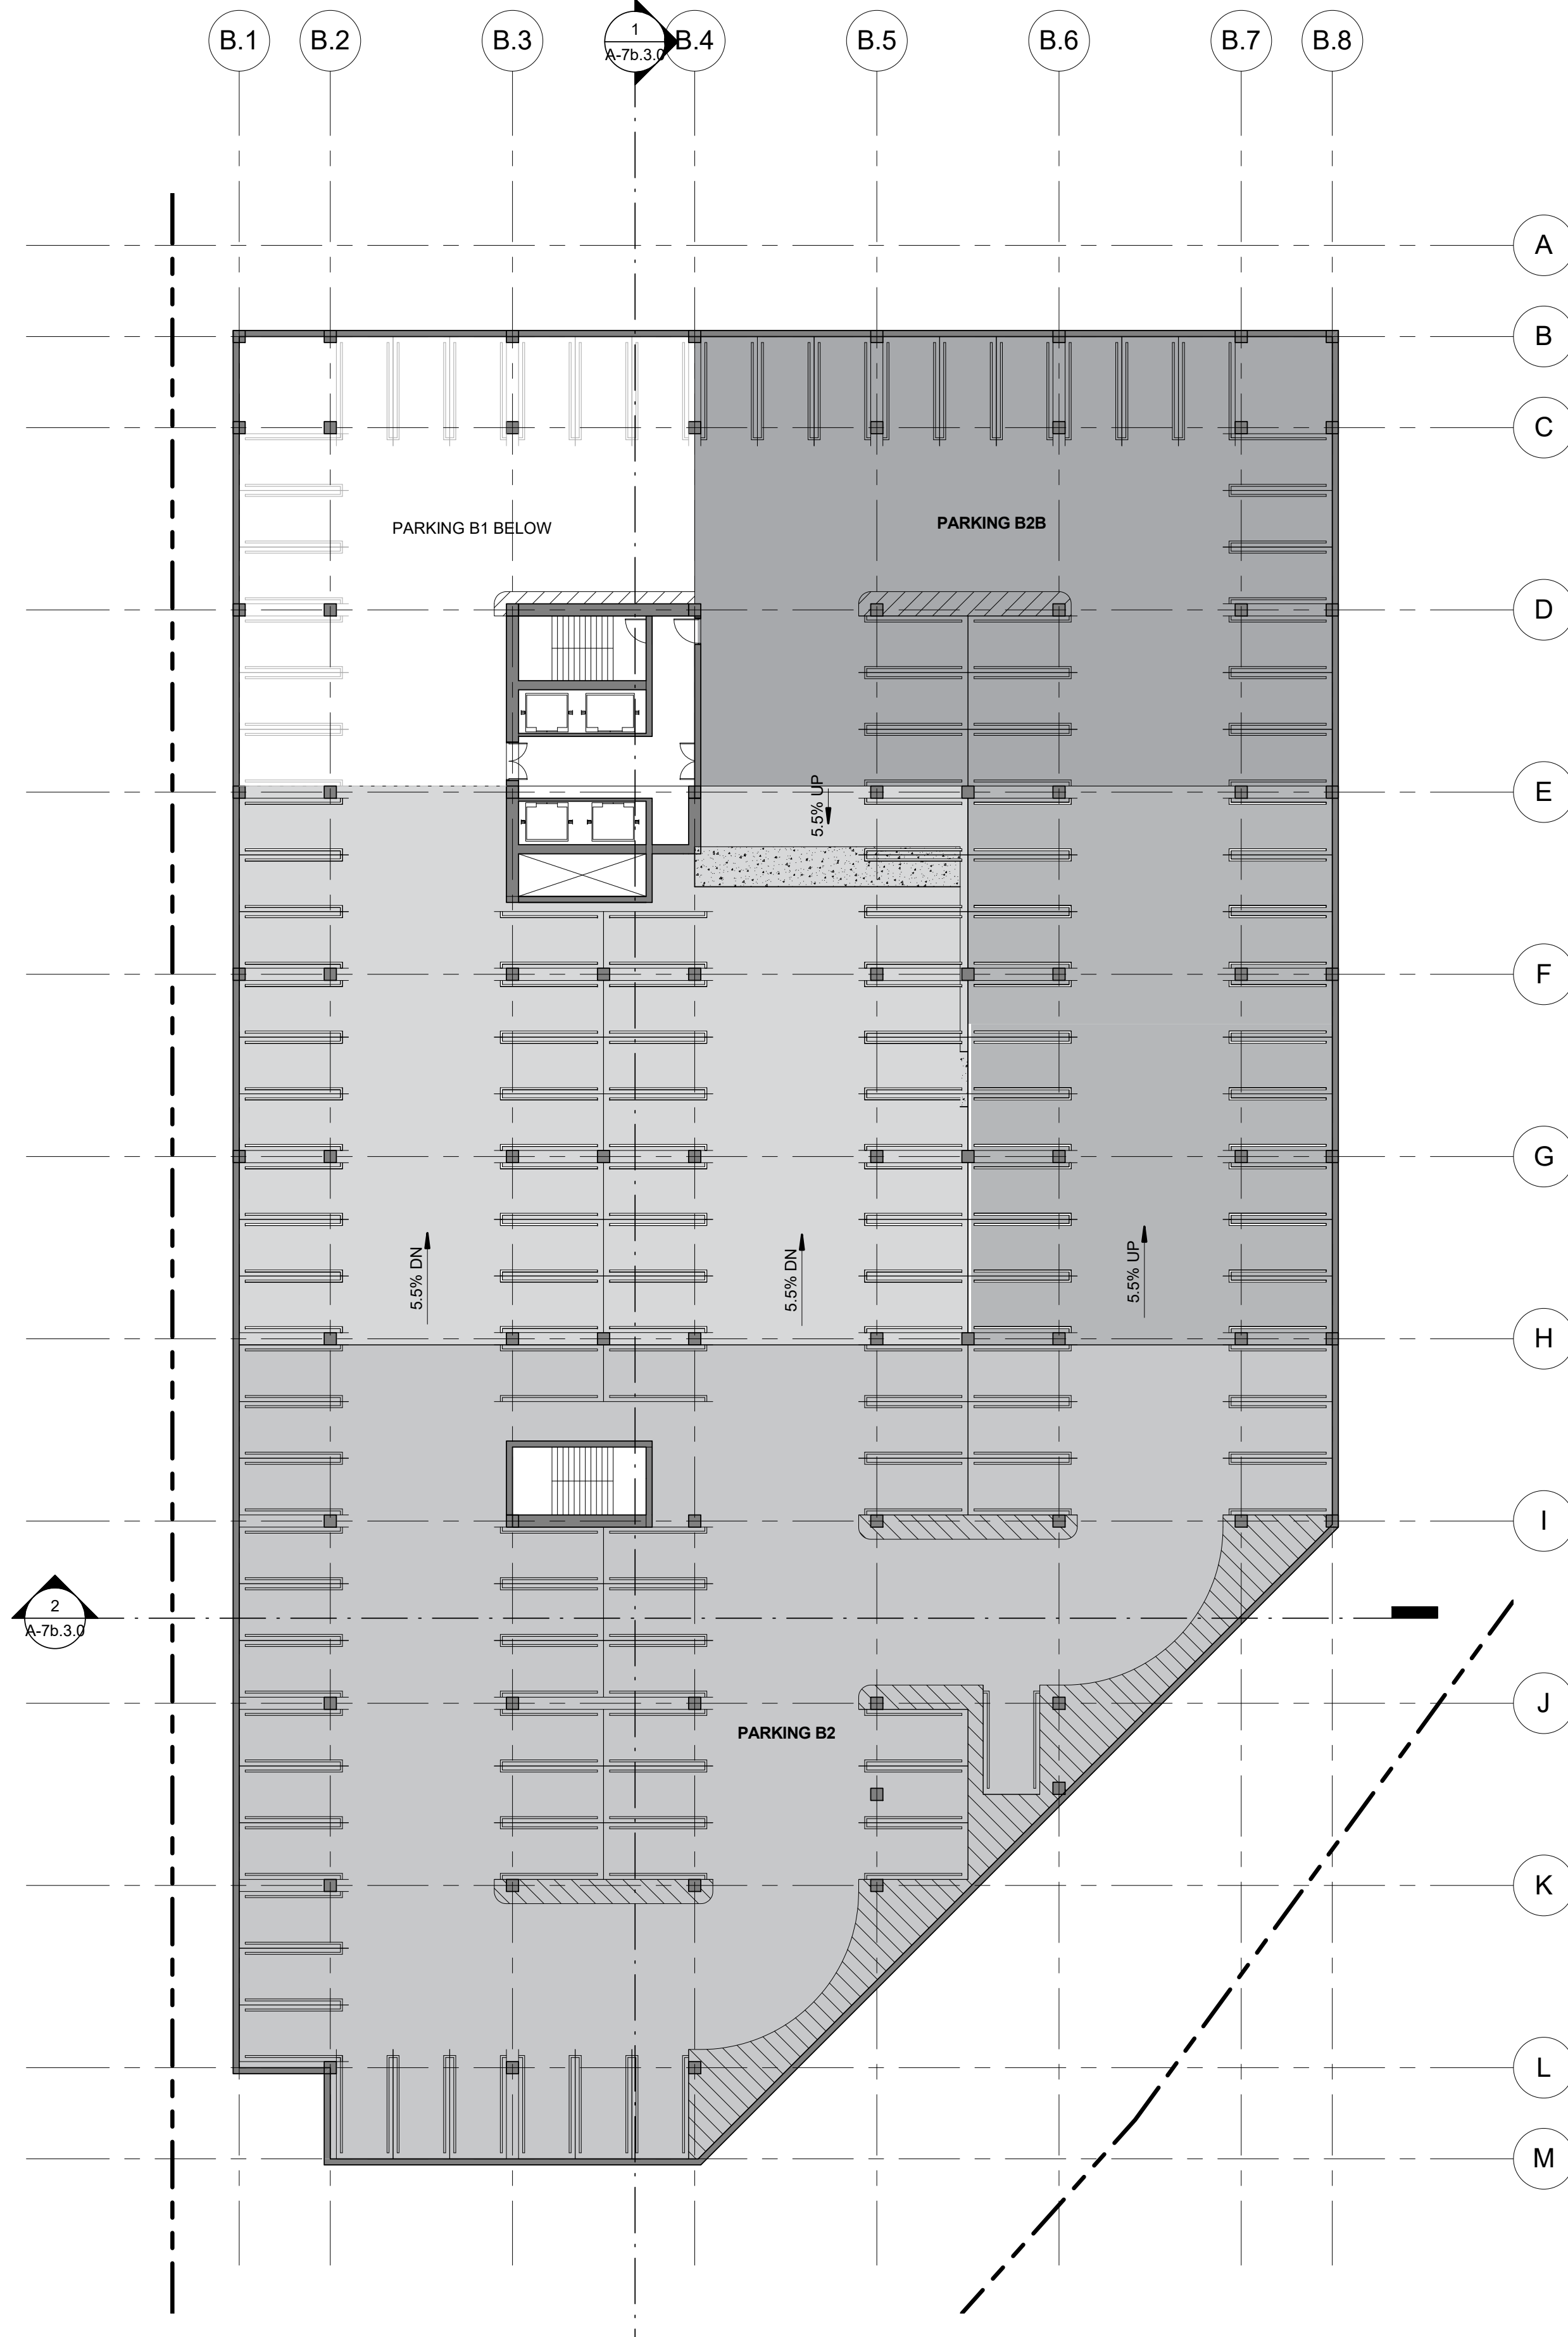 B.1
B.2
B.3
1
A-7b.3.0
B.4
B.5
B.6
B.7
B.8
A
B
C
PARKING B1 BELOW
PARKING B2B
D
E
5.5% UP
F
G
5.5% DN
5.5% DN
5.5% UP
H
I
2
A-7b.3.0
J
PARKING B2
K
L
M